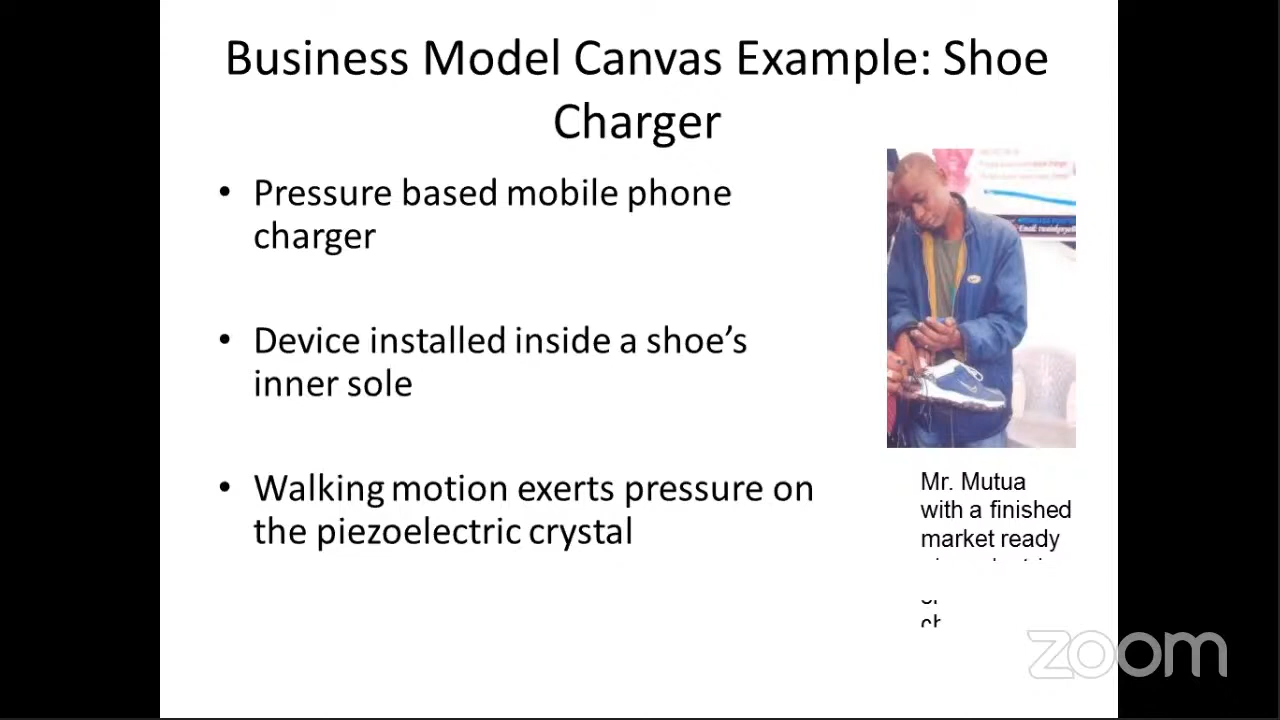 Business Model Canvas Example: Shoe
Charger
• Pressure based mobile phone
charger
• Device installed inside a shoe’s
inner sole
• Walking motion exerts pressure on
the piezoelectric crystal
Mr. Mutua
with a finished
market ready
zoom